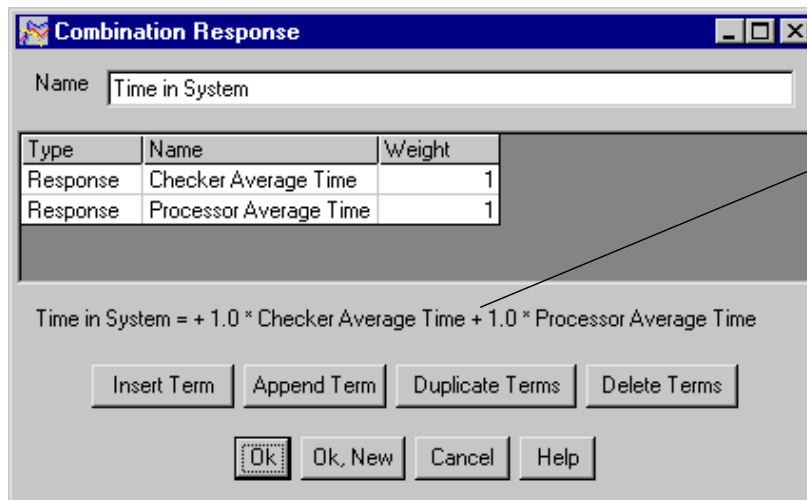 Combination Response
Name Time in System
Type Name Weight
Response Checker Average Time 1
Response Processor Average Time 1
Time in System = + 1.0 * Checker Average Time + 1.0 * Processor Average Time
Insert Term Append Term Duplicate Terms Delete Terms
Ok Ok, New Cancel Help